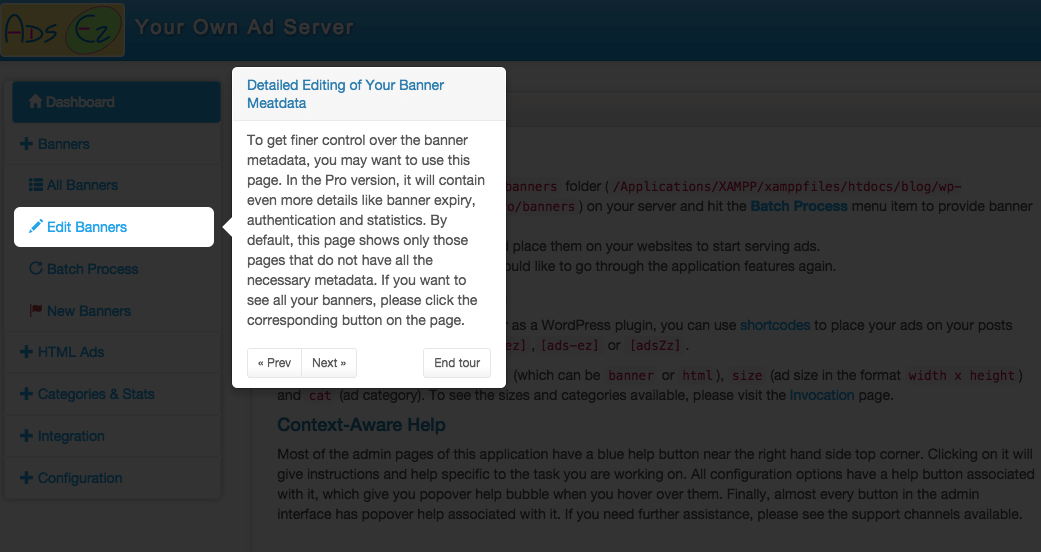 Ads Ez
Your Own Ad Server
Dashboard
Banners
All Banners
Edit Banners
Batch Process
New Banners
HTML Ads
Categories & Stats
Integration
Configuration
Detailed Editing of Your Banner
Meatdata
To get finer control over the banner
metadata, you may want to use this
page. In the Pro version, it will contain
even more details like banner expiry,
authentication and statistics. By
default, this page shows only those
pages that do not have all the
necessary metadata. If you want to
see all your banners, please click the
corresponding button on the page.
« Prev
Next »
End tour
banners folder ( /Applications/XAMPP/xamppfiles/htdocs/blog/wp-
o/banners ) on your server and hit the Batch Process menu item to provide banner
place them on your websites to start serving ads.
ould like to go through the application features again.
as a WordPress plugin, you can use shortcodes to place your ads on your posts
ez] , [ads-ez] or [adsZz] .
(which can be banner or html ), size (ad size in the format width x height )
and cat (ad category). To see the sizes and categories available, please visit the Invocation page.
Context-Aware Help
Most of the admin pages of this application have a blue help button near the right hand side top corner. Clicking on it will
give instructions and help specific to the task you are working on. All configuration options have a help button associated
with it, which give you popover help bubble when you hover over them. Finally, almost every button in the admin
interface has popover help associated with it. If you need further assistance, please see the support channels available.